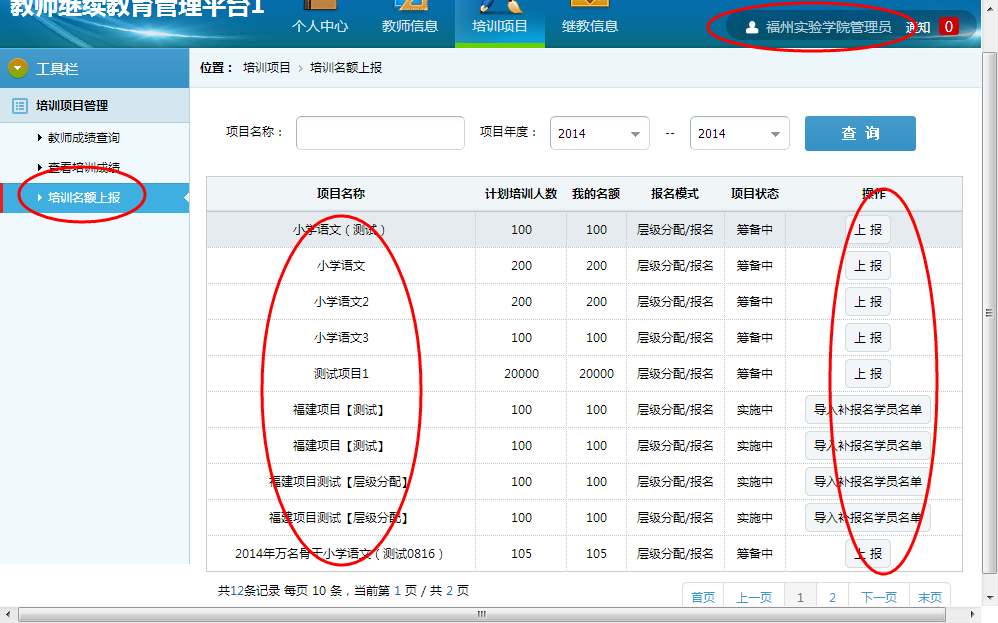 教师继续教育管理平台1
个人中心 教师信息 培训项目 继教信息 福州实验学院管理员 通知 0
工具栏 位置： 培训项目 › 培训名额上报
培训项目管理
教师成绩查询
查看培训成绩
培训名额上报
项目名称： 项目年度： 2014 -- 2014 查 询
项目名称 计划培训人数 我的名额 报名模式 项目状态 操作
小学语文（测试） 100 100 层级分配/报名 筹备中 上 报
小学语文 200 200 层级分配/报名 筹备中 上 报
小学语文2 200 200 层级分配/报名 筹备中 上 报
小学语文3 100 100 层级分配/报名 筹备中 上 报
测试项目1 20000 20000 层级分配/报名 筹备中 上 报
福建项目【测试】 100 100 层级分配/报名 实施中 导入补报名学员名单
福建项目【测试】 100 100 层级分配/报名 实施中 导入补报名学员名单
福建项目测试【层级分配】 100 100 层级分配/报名 实施中 导入补报名学员名单
福建项目测试【层级分配】 100 100 层级分配/报名 实施中 导入补报名学员名单
2014年万名骨干小学语文（测试0816） 105 105 层级分配/报名 筹备中 上 报
共12条记录 每页 10 条，当前第 1 页 / 共 2 页 首页 上一页 1 2 下一页 末页